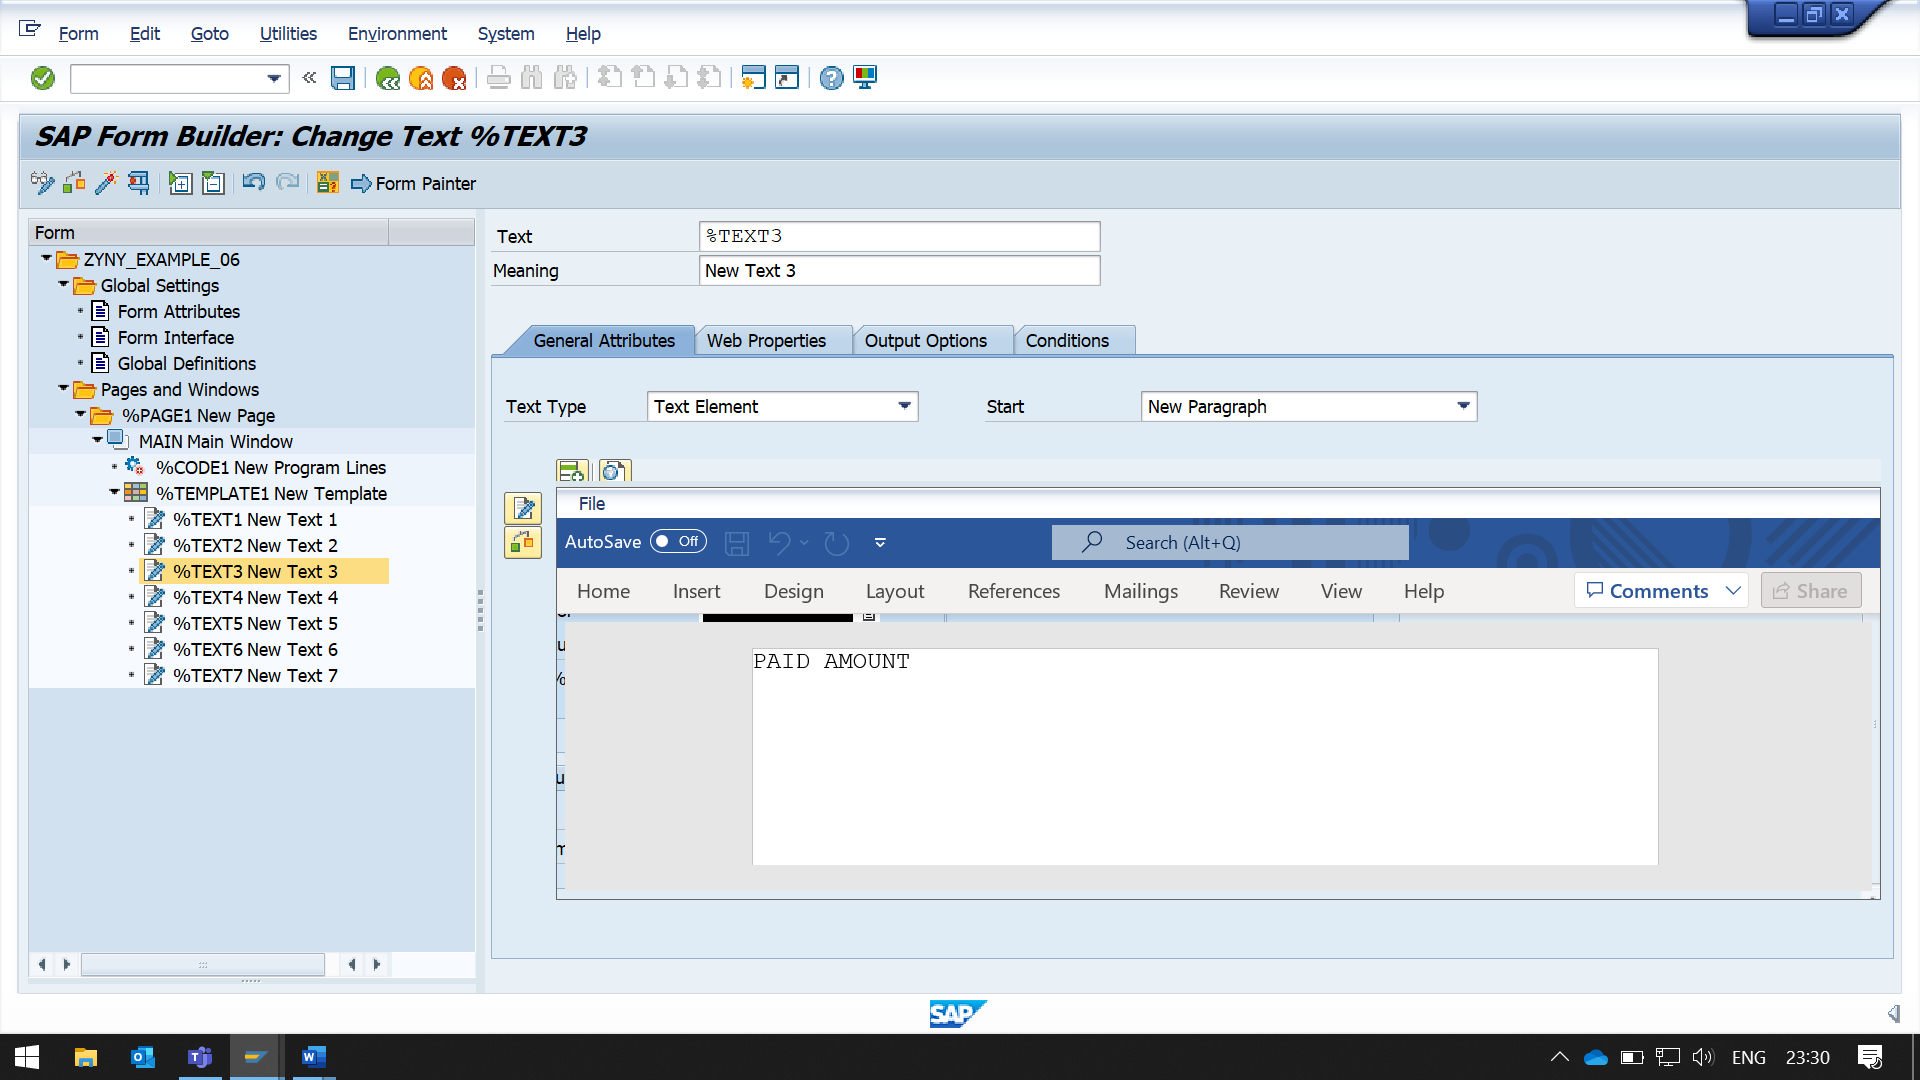 Form Edit Goto Utilities Environment System Help
SAP Form Builder: Change Text %TEXT3
Form Painter
Form
ZYNY_EXAMPLE_06
Global Settings
Form Attributes
Form Interface
Global Definitions
Pages and Windows
%PAGE1 New Page
MAIN Main Window
%CODE1 New Program Lines
%TEMPLATE1 New Template
%TEXT1 New Text 1
%TEXT2 New Text 2
%TEXT3 New Text 3
%TEXT4 New Text 4
%TEXT5 New Text 5
%TEXT6 New Text 6
%TEXT7 New Text 7
Text %TEXT3
Meaning New Text 3
General Attributes Web Properties Output Options Conditions
Text Type Text Element Start New Paragraph
File
AutoSave Off Search (Alt+Q)
Home Insert Design Layout References Mailings Review View Help Comments Share
PAID AMOUNT
SAP
ENG 23:30